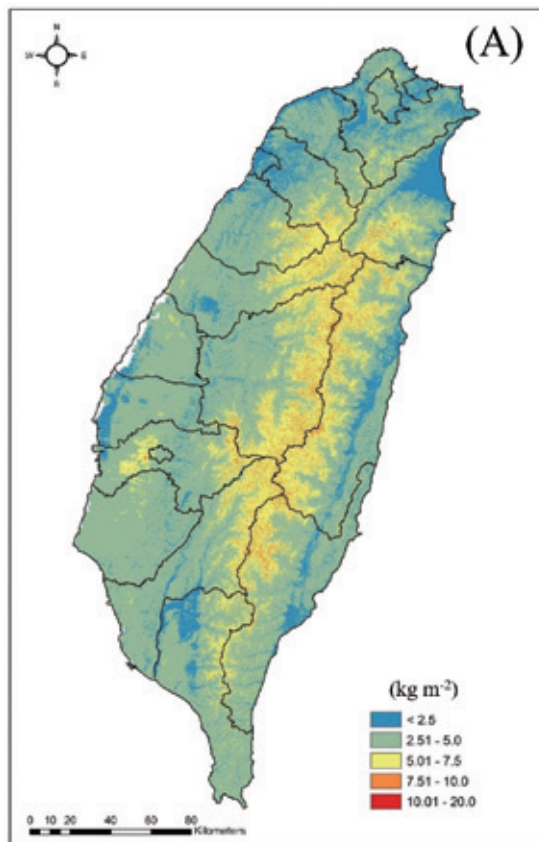 (A)
N
W E
S
(kg m-2)
< 2.5
2.51 - 5.0
5.01 - 7.5
7.51 - 10.0
10.01 - 20.0
0 10 20 40 60 80
Kilometers